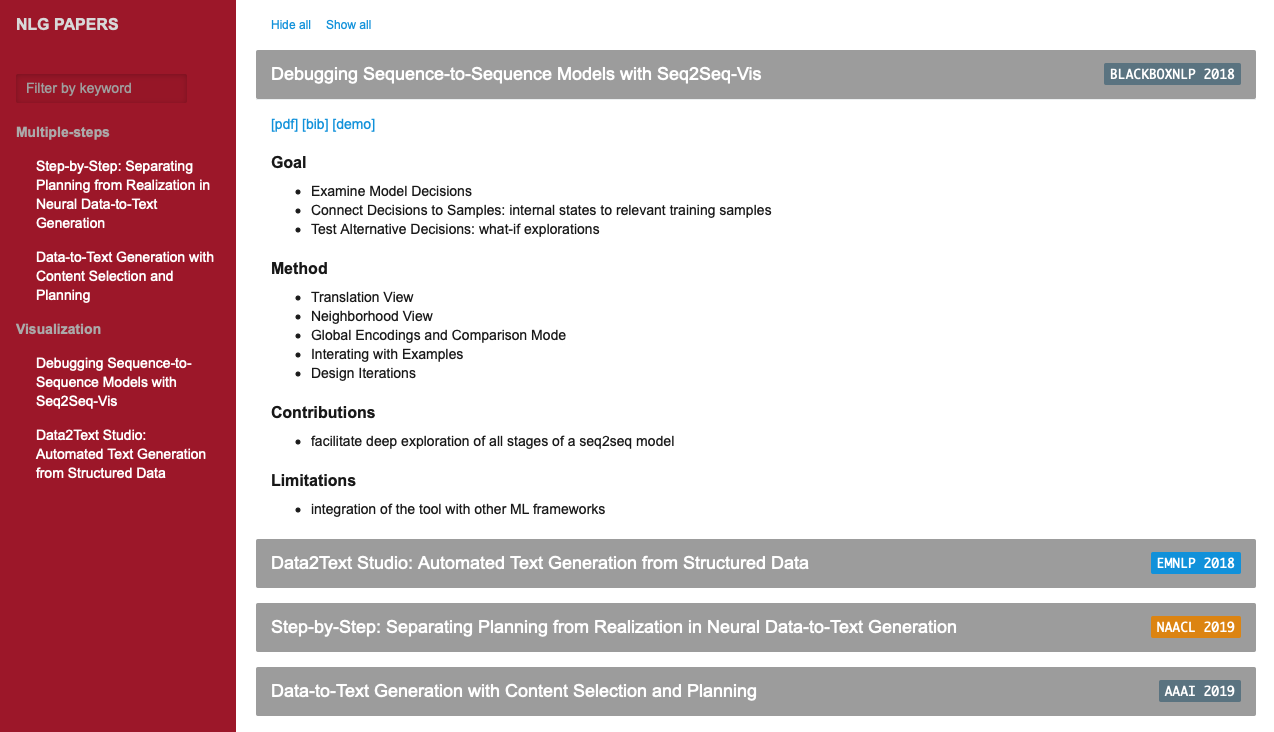 NLG PAPERS
Filter by keyword
Multiple-steps
Step-by-Step: Separating
Planning from Realization in
Neural Data-to-Text
Generation
Data-to-Text Generation with
Content Selection and
Planning
Visualization
Debugging Sequence-to-
Sequence Models with
Seq2Seq-Vis
Data2Text Studio:
Automated Text Generation
from Structured Data
Hide all Show all
Debugging Sequence-to-Sequence Models with Seq2Seq-Vis BLACKBOXNLP 2018
[pdf] [bib] [demo]
Goal
• Examine Model Decisions
• Connect Decisions to Samples: internal states to relevant training samples
• Test Alternative Decisions: what-if explorations
Method
• Translation View
• Neighborhood View
• Global Encodings and Comparison Mode
• Interating with Examples
• Design Iterations
Contributions
• facilitate deep exploration of all stages of a seq2seq model
Limitations
• integration of the tool with other ML frameworks
Data2Text Studio: Automated Text Generation from Structured Data EMNLP 2018
Step-by-Step: Separating Planning from Realization in Neural Data-to-Text Generation NAACL 2019
Data-to-Text Generation with Content Selection and Planning AAAI 2019